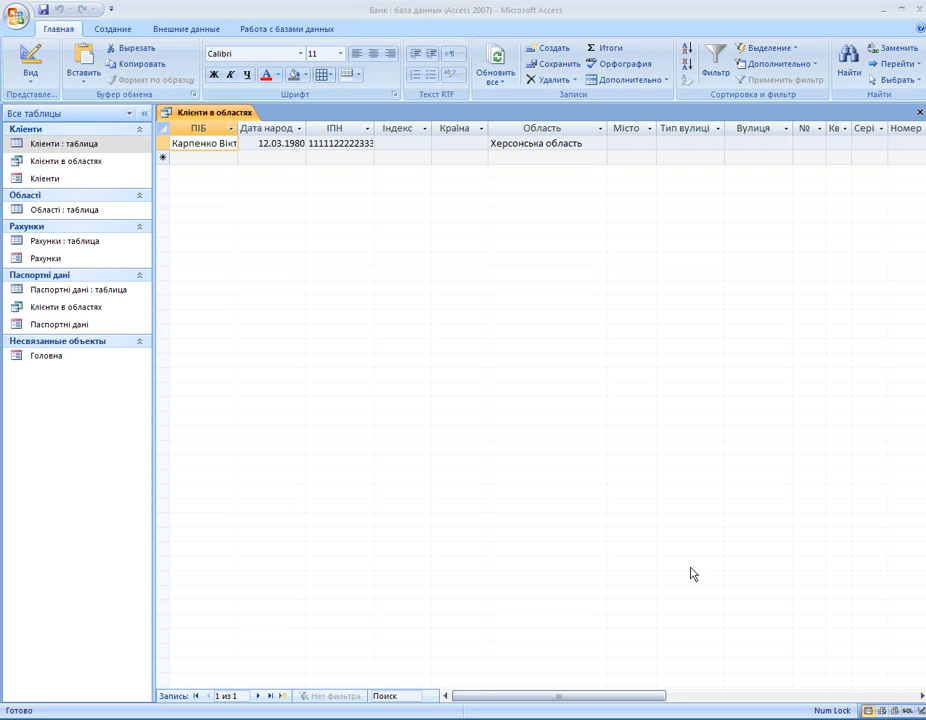 Банк : база данных (Access 2007) - Microsoft Access
Главная Создание Внешние данные Работа с базами данных
Вид
Представле...
Вставить
Вырезать
Копировать
Формат по образцу
Буфер обмена
Calibri 11
Ж К Ч А
Шрифт
Текст RTF
Обновить все
Создать
Сохранить
Удалить
Итоги
Орфография
Дополнительно
Записи
Фильтр
Выделение
Дополнительно
Применить фильтр
Сортировка и фильтр
Найти
Заменить
Перейти
Выбрать
Найти
Все таблицы
Клієнти
Клієнти : таблица
Клієнти в областях
Клієнти
Області
Області : таблица
Рахунки
Рахунки : таблица
Рахунки
Паспортні дані
Паспортні дані : таблица
Клієнти в областях
Паспортні дані
Несвязанные объекты
Головна
Клієнти в областях
ПІБ Дата народ ІПН Індекс Країна Область Місто Тип вулиці Вулиця № Кв Сері Номер
Карпенко Вікт 12.03.1980 1111122222333 Херсонська область
Запись: 1 из 1 Нет фильтра Поиск
Готово Num Lock SQL